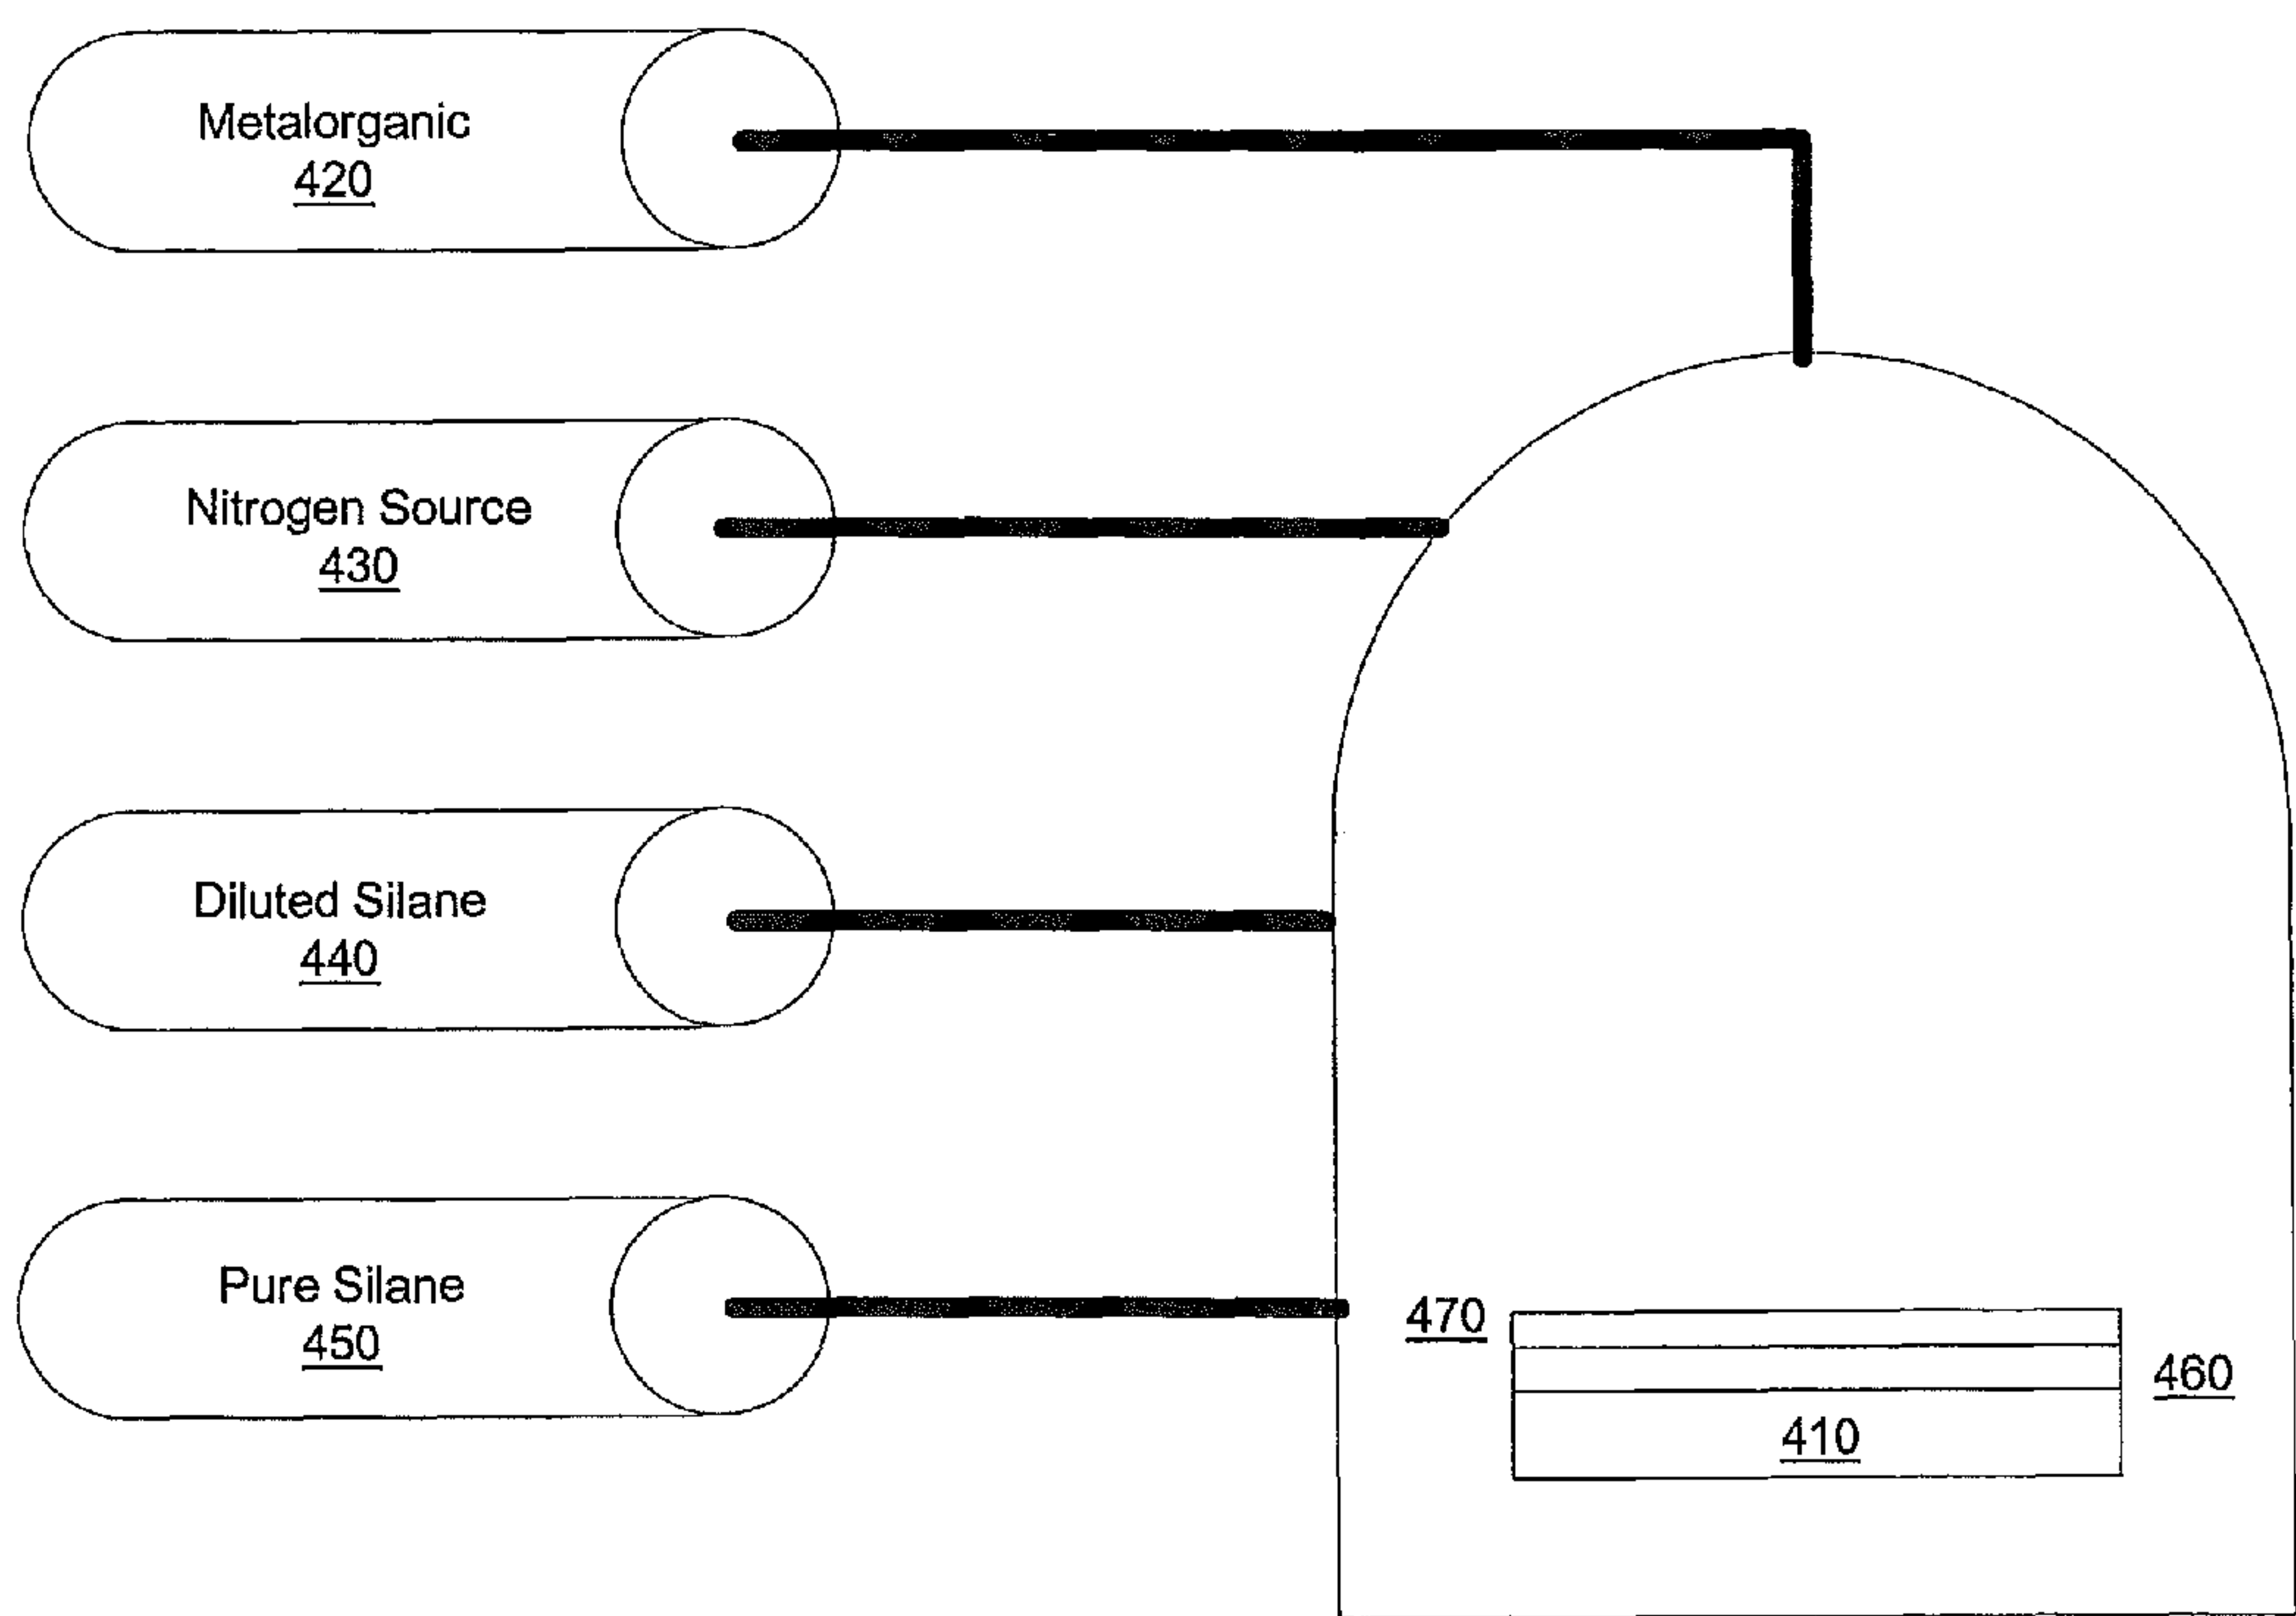 Metalorganic
420
Nitrogen Source
430
Diluted Silane
440
Pure Silane
450
470
460
410